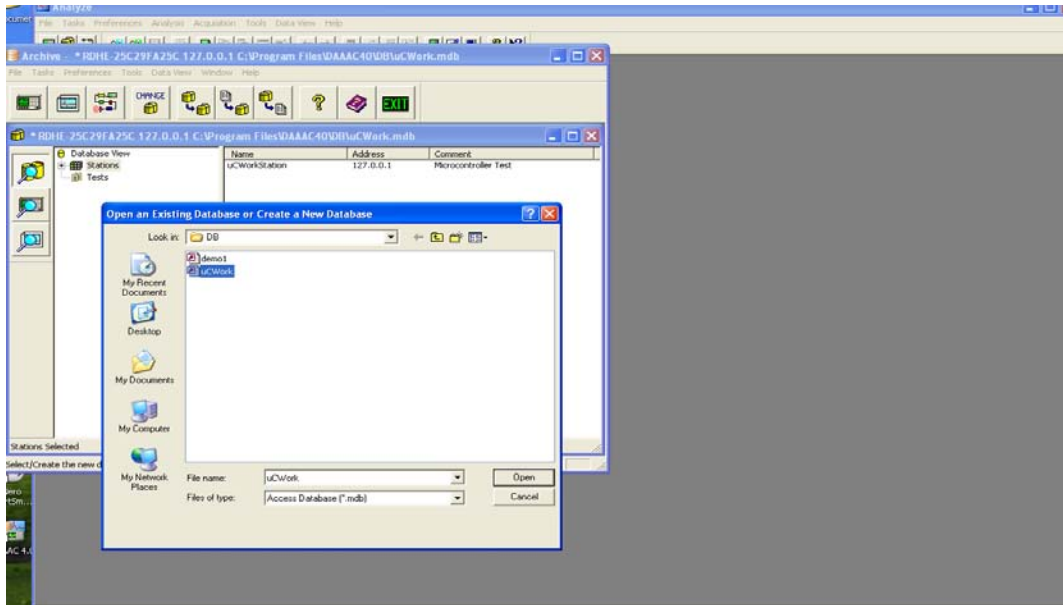 Analyze
File Tasks Preferences Analysis Acquisition Tools Data View Help
Archive - *RDHE-25C29FA25C 127.0.0.1 C:\Program Files\DAAAC40\DB\uCWork.mdb
File Tasks Preferences Tools Data View Window Help
CHANGE
EXIT
*RDHE-25C29FA25C 127.0.0.1 C:\Program Files\DAAAC40\DB\uCWork.mdb
Database View
Stations
Tests
Name Address Comment
uCWorkStation 127.0.0.1 Microcontroller Test
Open an Existing Database or Create a New Database
Look in: DB
demo1
uCWork
My Recent
Documents
Desktop
My Documents
My Computer
My Network
Places
File name: uCWork Open
Files of type: Access Database (*.mdb) Cancel
Stations Selected
Select/Create the new d
AC 4.0